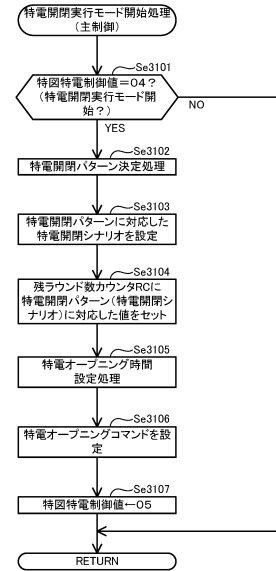 特電開閉実行モード開始処理
(主制御)
Se3101
特図特電制御値=04?
(特電開閉実行モード開
始?)
NO
YES
Se3102
特電開閉パターン決定処理
Se3103
特電開閉パターンに対応した
特電開閉シナリオを設定
Se3104
残ラウンド数カウンタRCに
特電開閉パターン(特電開閉シ
ナリオ)に対応した値をセット
Se3105
特電オープニング時間
設定処理
Se3106
特電オープニングコマンドを設
定
Se3107
特図特電制御値←05
RETURN